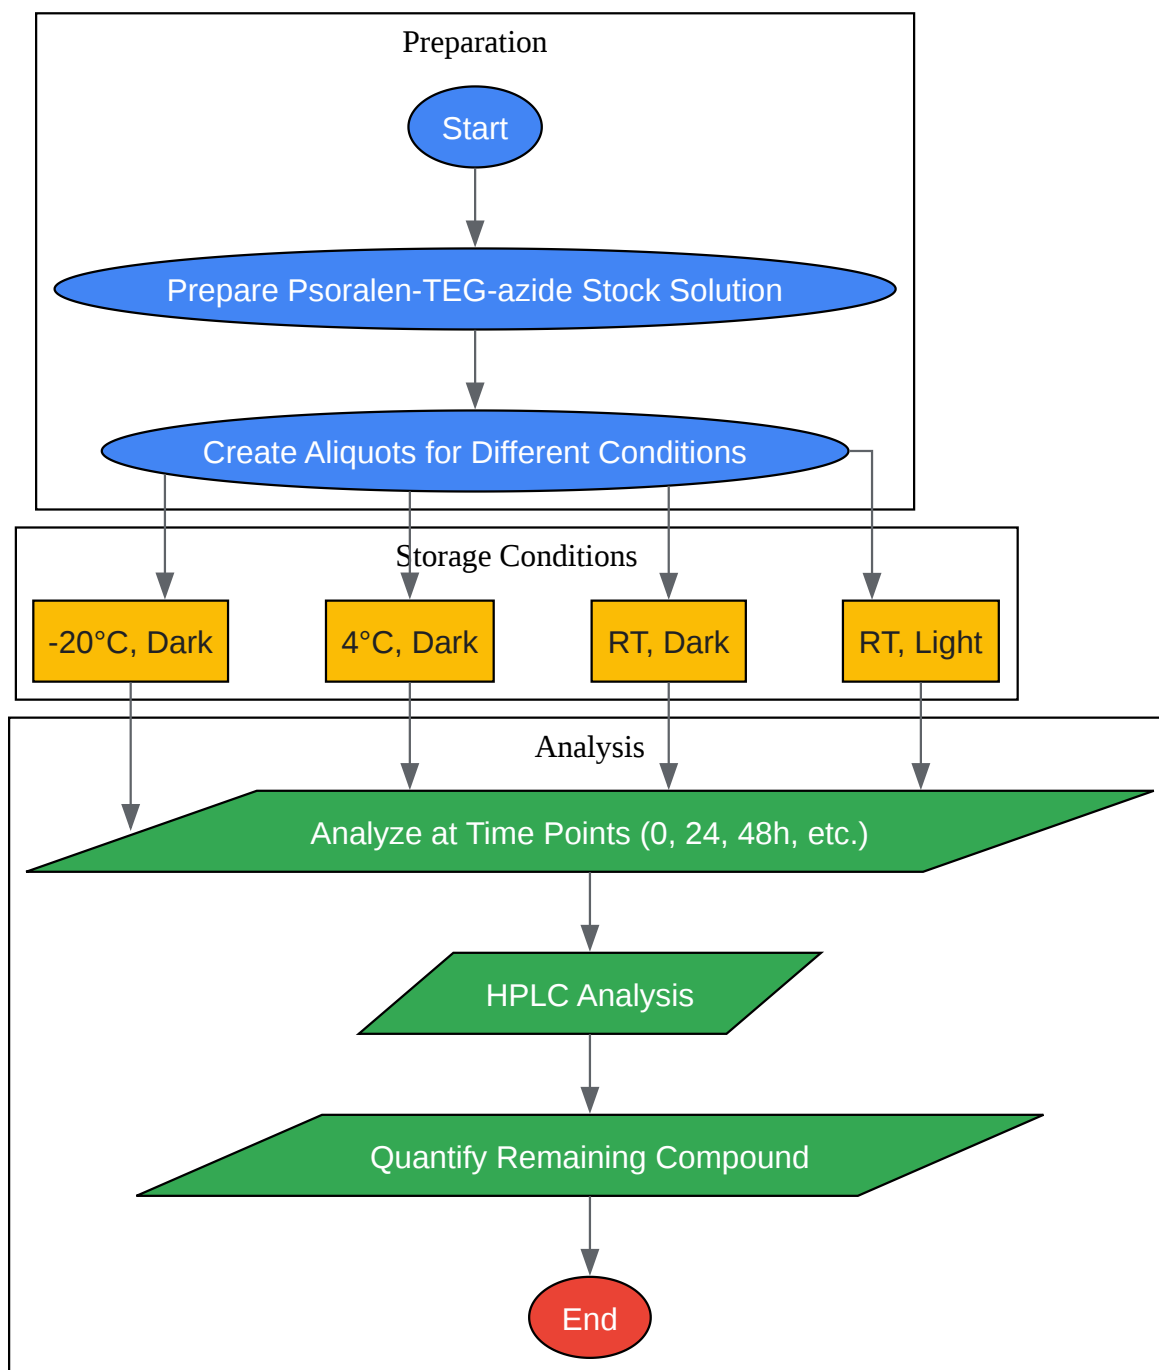 Preparation
Start
Prepare Psoralen-TEG-azide Stock Solution
Create Aliquots for Different Conditions
Storage Conditions
-20°C, Dark
4°C, Dark
RT, Dark
RT, Light
Analysis
Analyze at Time Points (0, 24, 48h, etc.)
HPLC Analysis
Quantify Remaining Compound
End